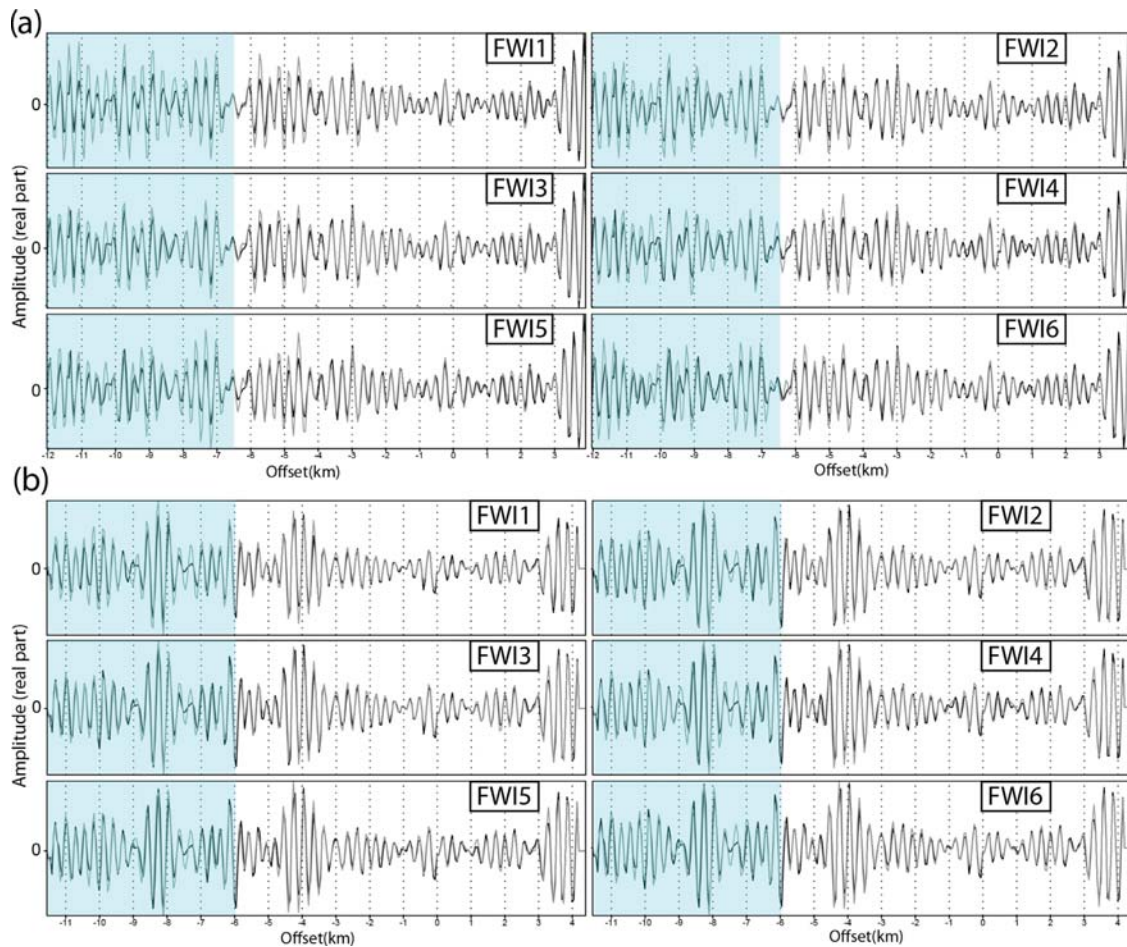 (a)
FWI1
FWI2
0
FWI3
FWI4
0
FWI5
FWI6
0
Amplitude (real part)
-12 -11 -10 -9 -8 -7 -6 -5 -4 -3 -2 -1 0 1 2 3
-12 -11 -10 -9 -8 -7 -6 -5 -4 -3 -2 -1 0 1 2 3
Offset(km)
Offset(km)
(b)
FWI1
FWI2
0
FWI3
FWI4
0
FWI5
FWI6
0
Amplitude (real part)
-11 -10 -9 -8 -7 -6 -5 -4 -3 -2 -1 0 1 2 3 4
-11 -10 -9 -8 -7 -6 -5 -4 -3 -2 -1 0 1 2 3 4
Offset(km)
Offset(km)